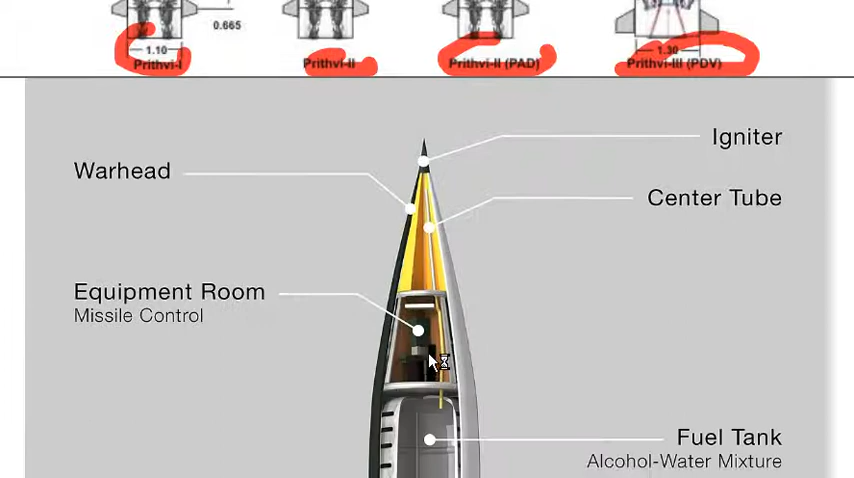 0.665
1.10
1.30
Prithvi-I
Prithvi-II
Prithvi-II (PAD)
Prithvi-III (PDV)
Igniter
Warhead
Center Tube
Equipment Room
Missile Control
Fuel Tank
Alcohol-Water Mixture